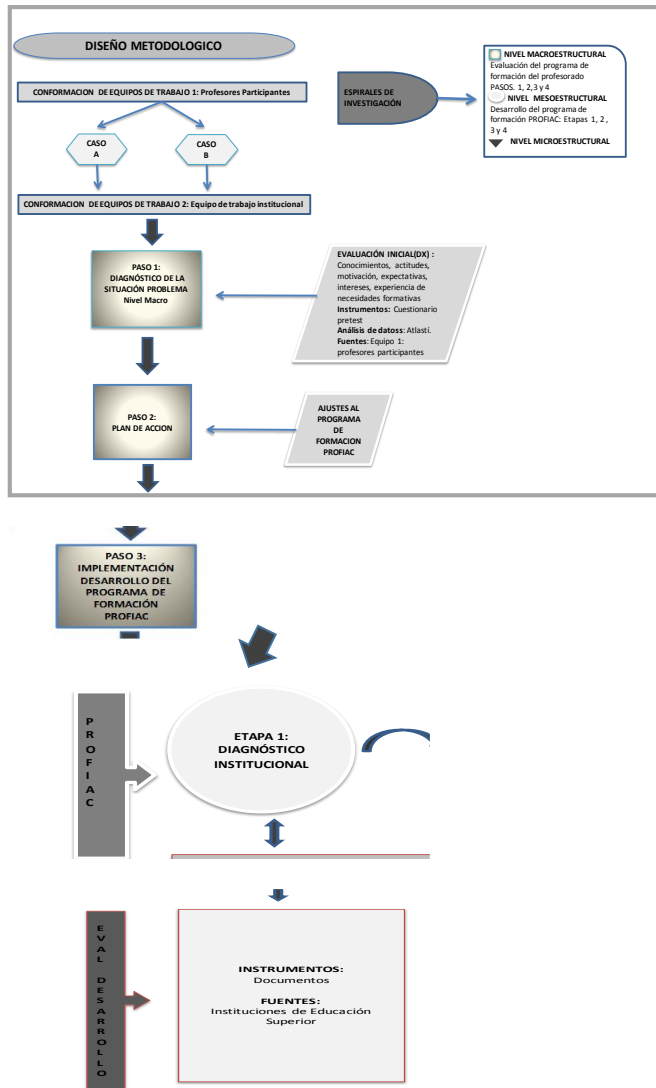 DISEÑO METODOLOGICO
CONFORMACION DE EQUIPOS DE TRABAJO 1: Profesores Participantes
CASO
A
CASO
B
CONFORMACION DE EQUIPOS DE TRABAJO 2: Equipo de trabajo institucional
ESPIRALES DE
INVESTIGACIÓN
NIVEL MACROESTRUCTURAL
Evaluación del programa de
formación del profesorado
PASOS. 1, 2,3 y 4
NIVEL MESOESTRUCTURAL
Desarrollo del programa de
formación PROFIAC: Etapas 1, 2 ,
3 y 4
NIVEL MICROESTRUCTURAL
PASO 1:
DIAGNÓSTICO DE LA
SITUACIÓN PROBLEMA
Nivel Macro
EVALUACIÓN INICIAL(DX) :
Conocimientos, actitudes,
motivación, expectativas,
intereses, experiencia de
necesidades formativas
Instrumentos: Cuestionario
pretest
Análisis de datoss: Atlastí.
Fuentes: Equipo 1:
profesores participantes
PASO 2:
PLAN DE ACCION
AJUSTES AL
PROGRAMA
DE
FORMACION
PROFIAC
PASO 3:
IMPLEMENTACIÓN
DESARROLLO DEL
PROGRAMA DE
FORMACIÓN
PROFIAC
PROFIAC
ETAPA 1:
DIAGNÓSTICO
INSTITUCIONAL
EVAL DESARROLLO
INSTRUMENTOS:
Documentos
FUENTES:
Instituciones de Educación
Superior